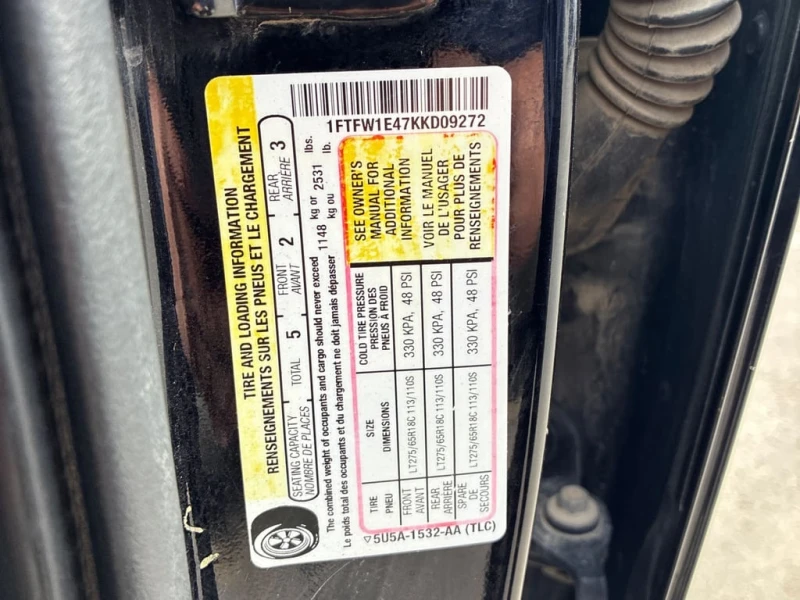 1FTFW1E47KKD09272
TIRE AND LOADING INFORMATION
RENSEIGNEMENTS SUR LES PNEUS ET LE CHARGEMENT
SEATING CAPACITY TOTAL 5 FRONT 2 REAR 3
NOMBRE DE PLACES AVANT ARRIÈRE
The combined weight of occupants and cargo should never exceed 1148 kg or 2531 lbs.
Le poids total des occupants et du chargement ne doit jamais dépasser kg ou lb.
TIRE SIZE COLD TIRE PRESSURE
PNEU DIMENSIONS PRESSION DES
PNEUS À FROID
FRONT LT275/65R18C 113/110S 330 KPA, 48 PSI
AVANT
REAR LT275/65R18C 113/110S 330 KPA, 48 PSI
ARRIÈRE
SPARE LT275/65R18C 113/110S 330 KPA, 48 PSI
DE
SECOURS
SEE OWNER'S
MANUAL FOR
ADDITIONAL
INFORMATION
VOIR LE MANUEL
DE L'USAGER
POUR PLUS DE
RENSEIGNEMENTS
▽5U5A-1532-AA (TLC)